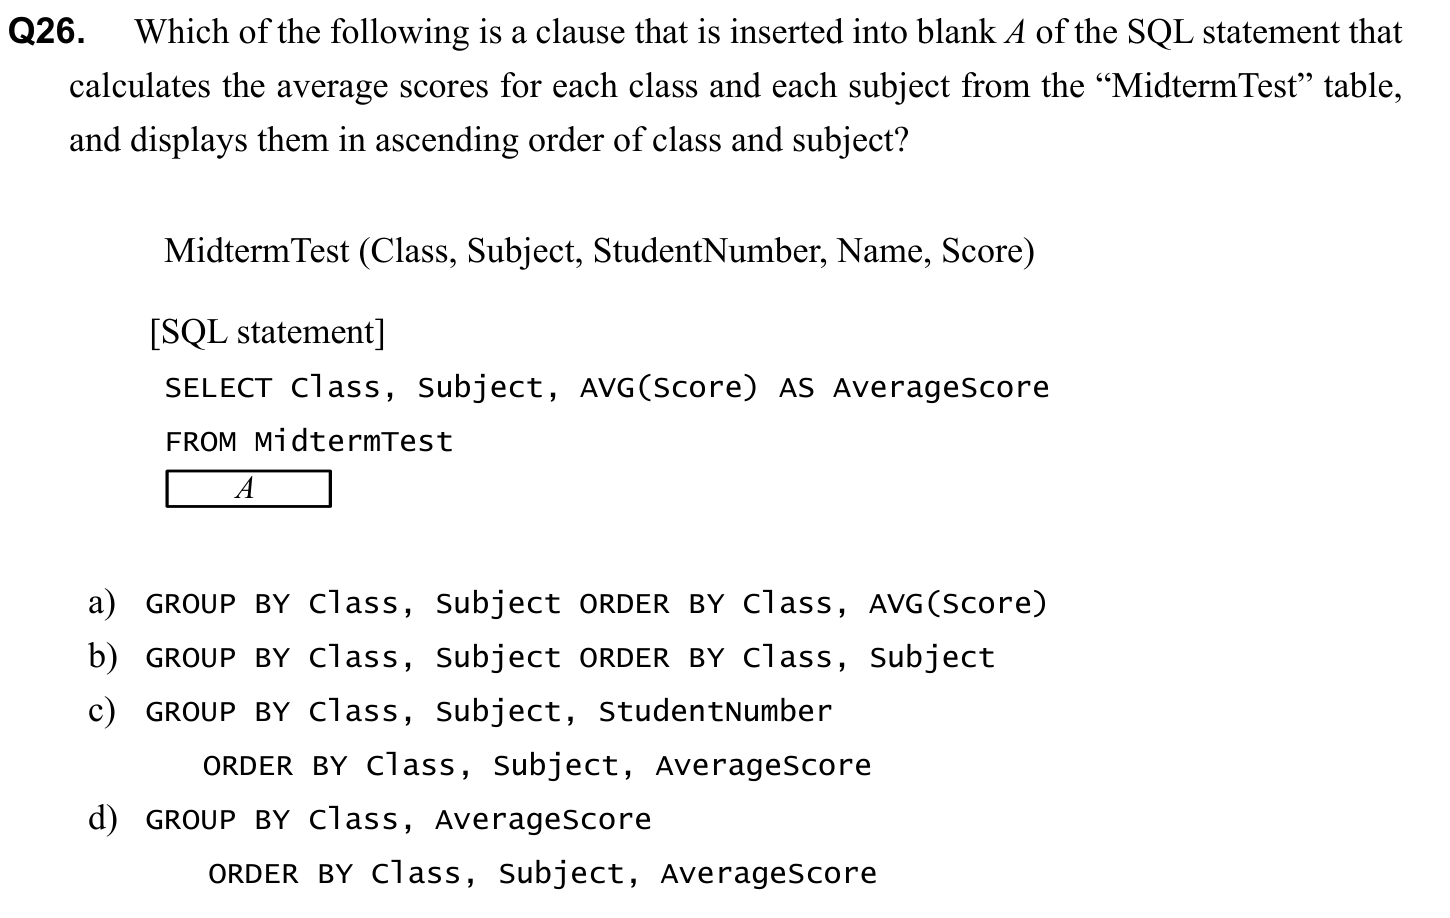 Q26. Which of the following is a clause that is inserted into blank A of the SQL statement that
calculates the average scores for each class and each subject from the “MidtermTest” table,
and displays them in ascending order of class and subject?
MidtermTest (Class, Subject, StudentNumber, Name, Score)
[SQL statement]
SELECT Class, Subject, AVG(Score) AS AverageScore
FROM MidtermTest
A
a) GROUP BY Class, Subject ORDER BY Class, AVG(Score)
b) GROUP BY Class, Subject ORDER BY Class, Subject
c) GROUP BY Class, Subject, StudentNumber
ORDER BY Class, Subject, AverageScore
d) GROUP BY Class, AverageScore
ORDER BY Class, Subject, AverageScore